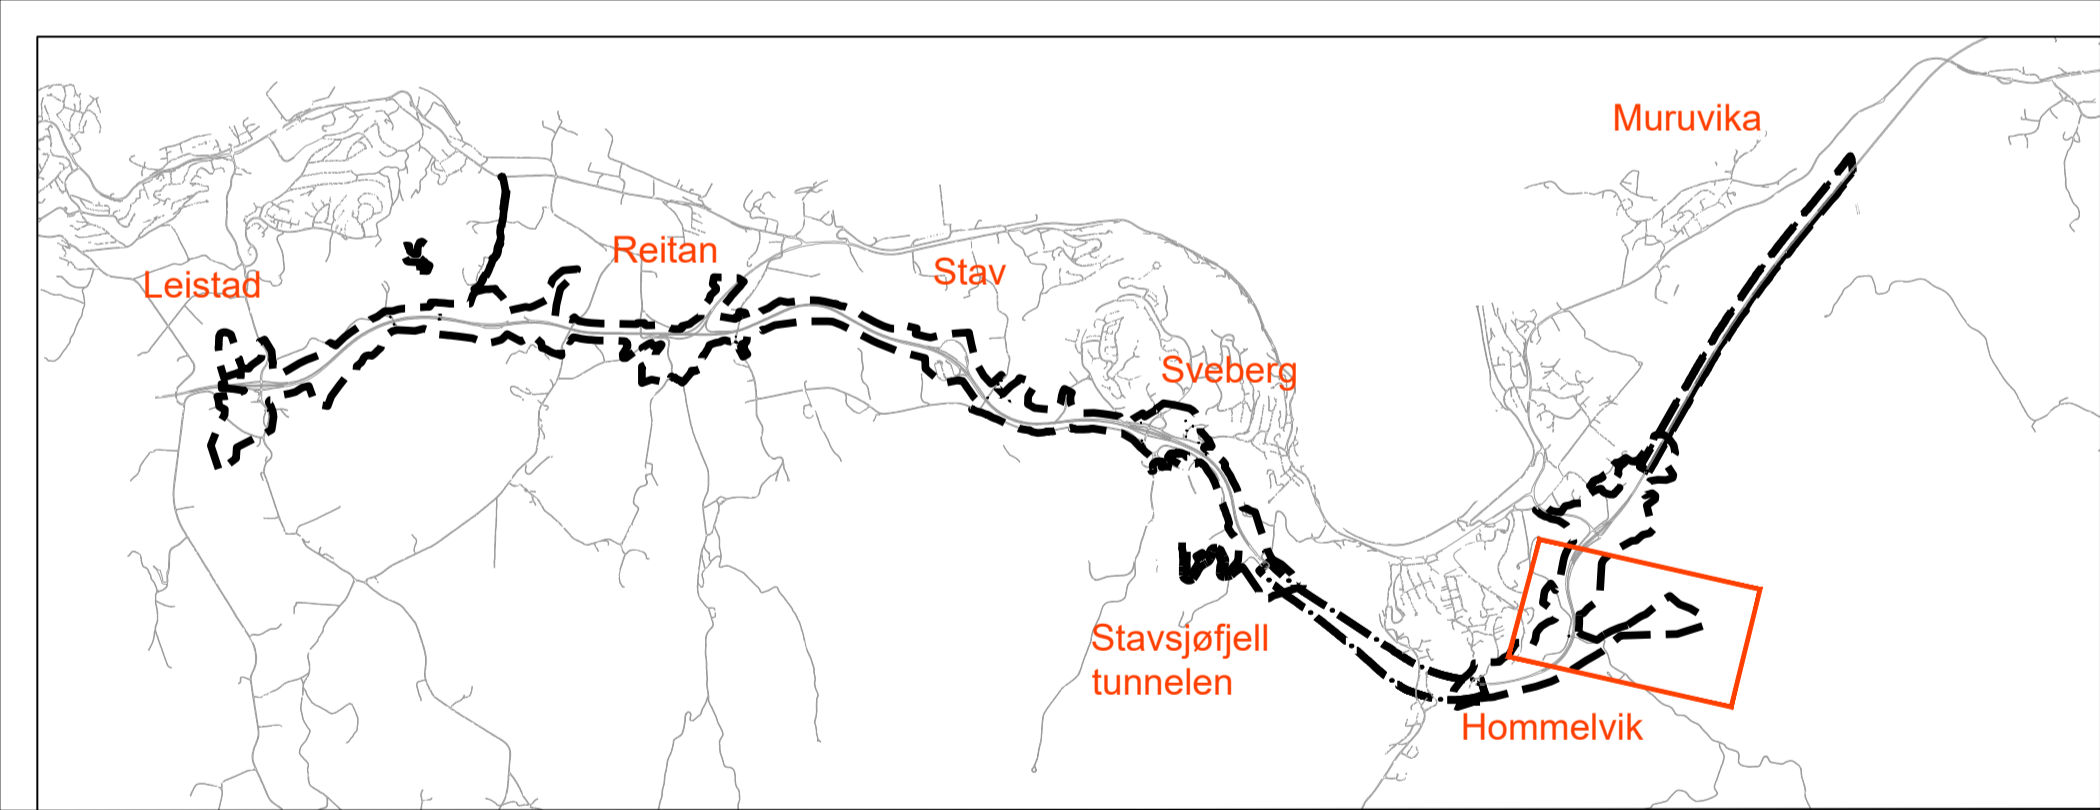 Muruvika
Reitan
Leistad
Stav
Sveberg
Stavsjøfjell
tunnelen
Hommelvik